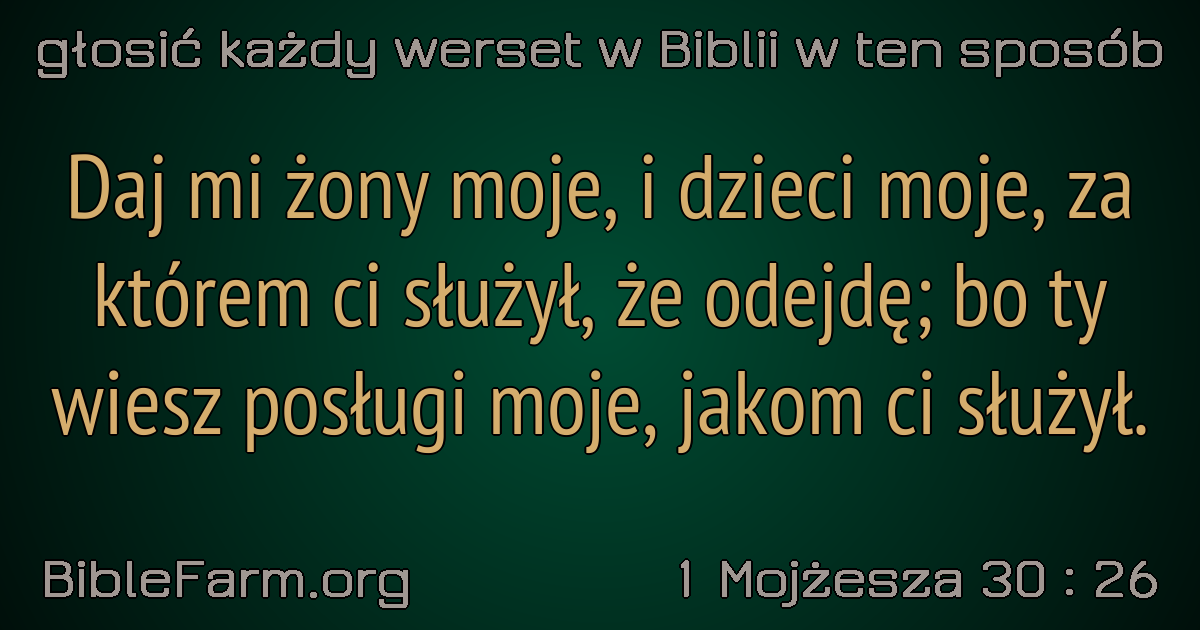 głosić każdy werset w Biblii w ten sposób
Daj mi żony moje, i dzieci moje, za
którem ci służył, że odejdę; bo ty
wiesz posługi moje, jakom ci służył.
BibleFarm.org
1 Mojżesza 30 : 26